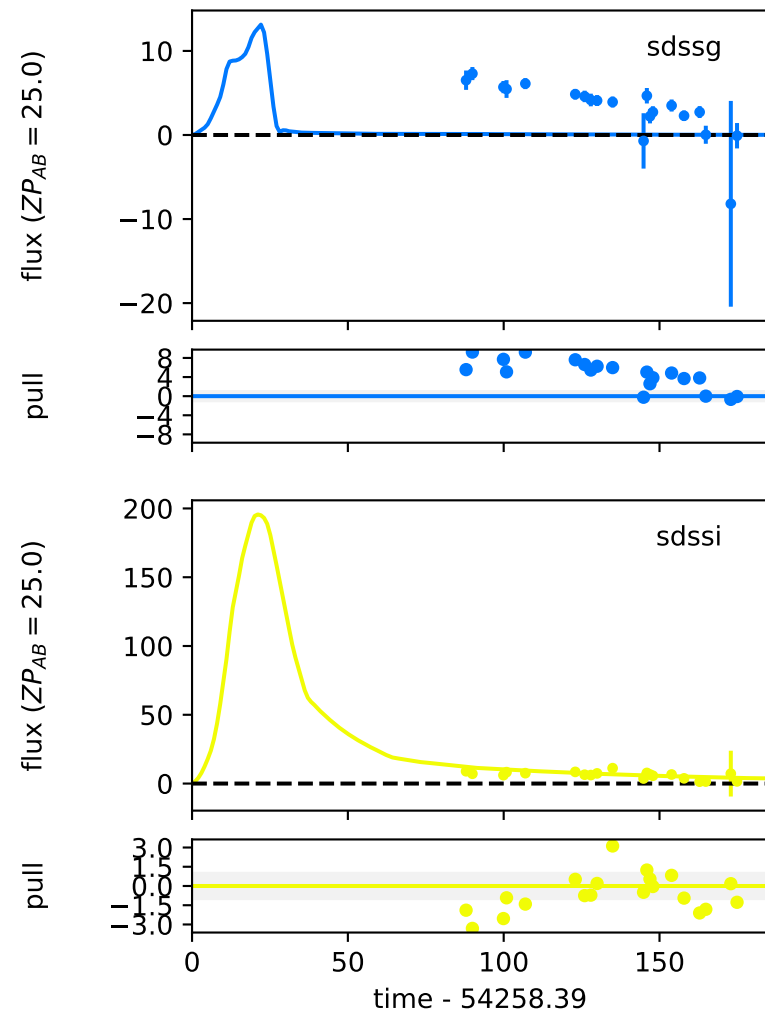 sdssg
flux (ZP_AB = 25.0)
10
0
−10
−20
pull
8
4
0
−4
−8
sdssi
flux (ZP_AB = 25.0)
200
150
100
50
0
pull
3.0
1.5
0.0
−1.5
−3.0
0 50 100 150
time - 54258.39